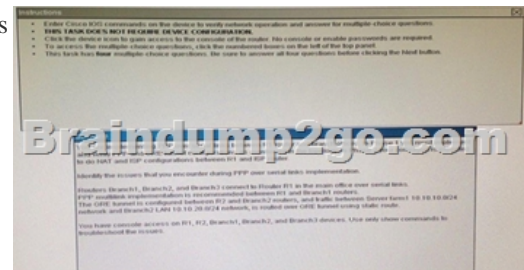 s
Instructions
• Enter Cisco IOS commands on the device to verify network operation and answer for multiple-choice questions.
• THIS TASK DOES NOT REQUIRE DEVICE CONFIGURATION.
• Click the device icon to gain access to the console of the router. No console or enable passwords are required.
• To access the multiple-choice questions, click the numbered boxes on the left of the top panel.
• This task has four multiple-choice questions. Be sure to answer all four questions before clicking the Next button.
Braindump2go.com
to do NAT and ISP configurations between R1 and ISP router.
Identify the issues that you encounter during PPP over serial links implementation.
Routers Branch1, Branch2, and Branch3 connect to Router R1 in the main office over serial links.
PPP multilink implementation is recommended between R1 and Branch1 routers.
The GRE tunnel is configured between R2 and Branch2 routers, and traffic between Server farm1 10.10.10.0/24
network and Branch2 LAN 10.10.20.0/24 network, is routed over GRE tunnel using static route.
You have console access on R1, R2, Branch1, Branch2, and Branch3 devices. Use only show commands to
troubleshoot the issues.